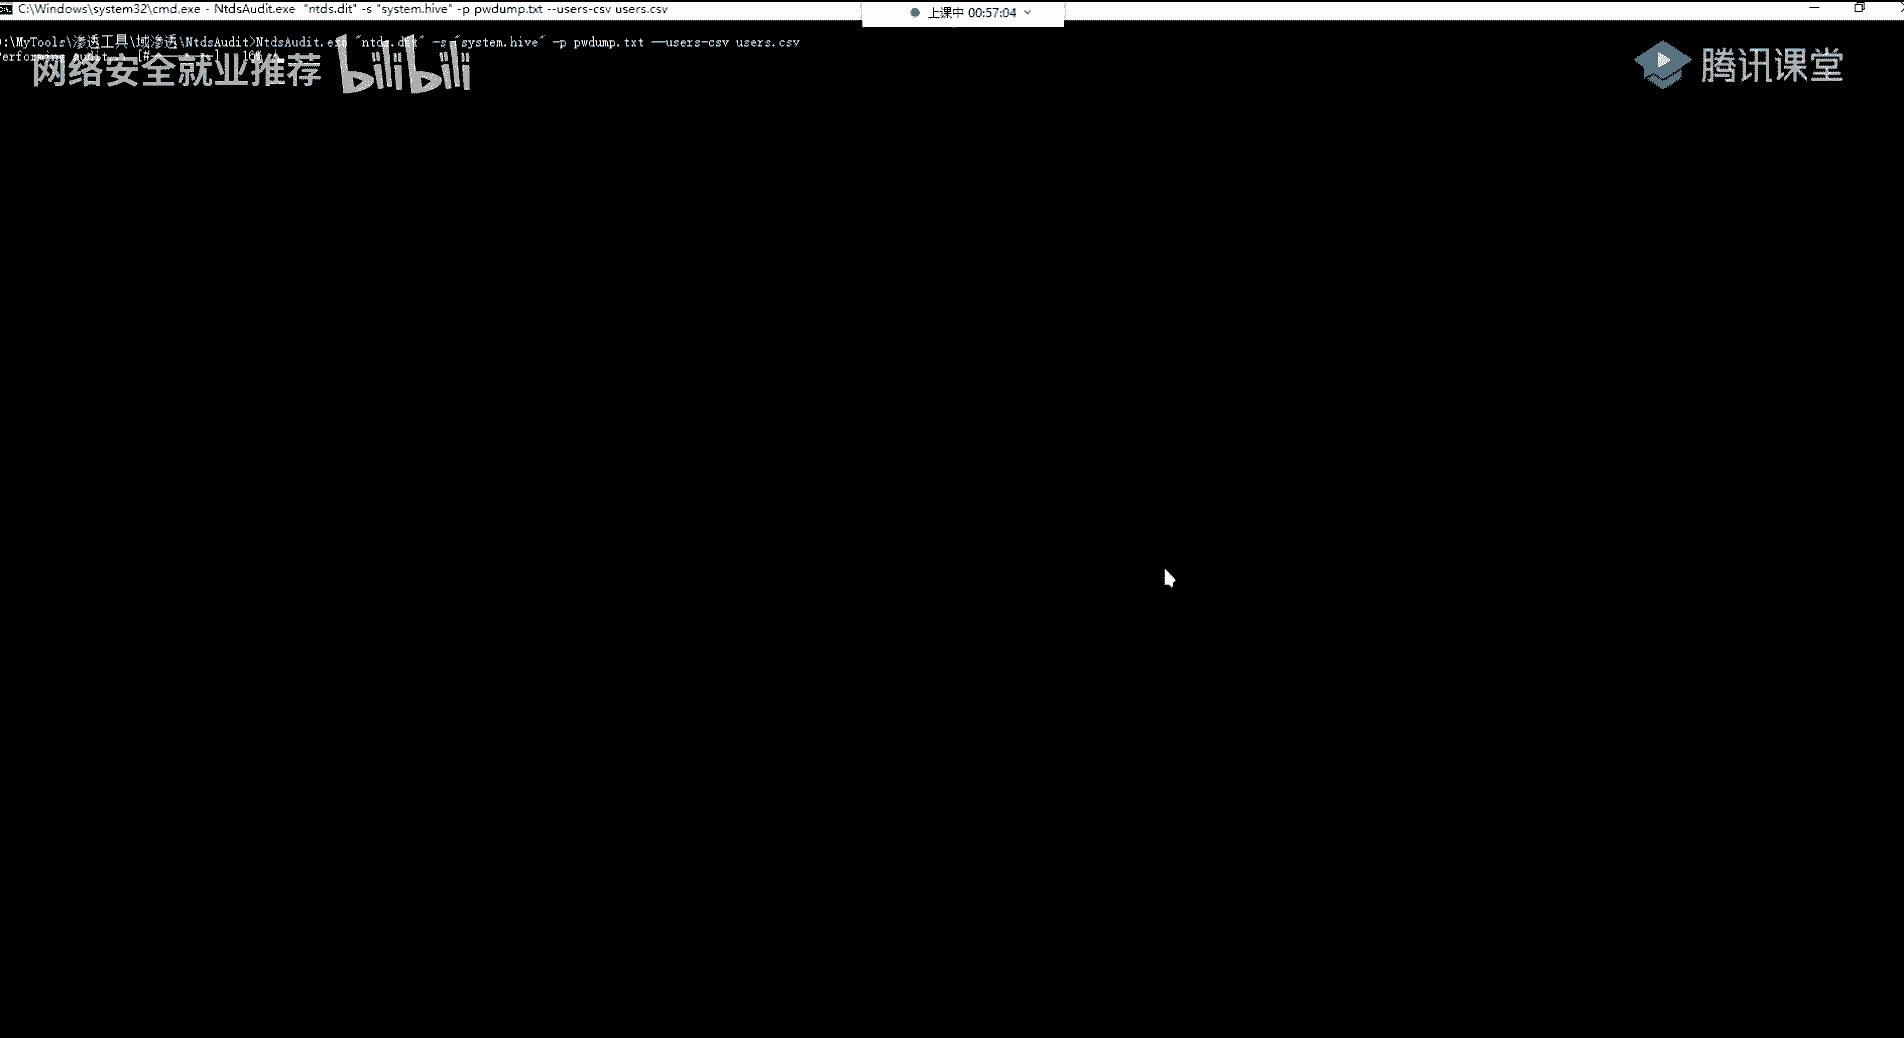 C:\Windows\system32\cmd.exe - NtdsAudit.exe "ntds.dit" -s "system.hive" -p pwdump.txt --users-csv users.csv
上课中 00:57:04
:\MyTools\渗透工具\域渗透\NtdsAudit>NtdsAudit.exe "ntds.dit" -s "system.hive" -p pwdump.txt --users-csv users.csv
erforming audit...
网络安全就业推荐 bilibili
腾讯课堂